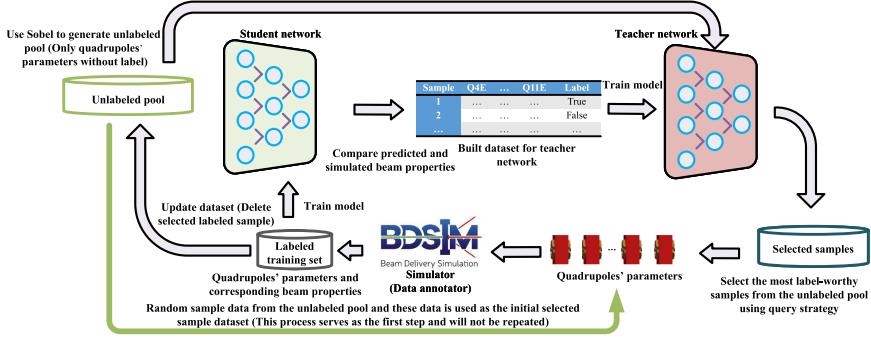 Use Sobel to generate unlabeled
pool (Only quadrupoles'
parameters without label)
Unlabeled pool
Student network
Teacher network
Sample Q4E … Q11E Label
1 … … … True
2 … … … False
… … … … …
Train model
Compare predicted and
simulated beam properties
Built dataset for teacher
network
Update dataset (Delete
selected labeled sample)
Train model
Labeled
training set
Quadrupoles' parameters and
corresponding beam properties
BDSIM
Beam Delivery Simulation
Simulator
(Data annotator)
...
Quadrupoles' parameters
Selected samples
Select the most label-worthy
samples from the unlabeled pool
using query strategy
Random sample data from the unlabeled pool and these data is used as the initial selected
sample dataset (This process serves as the first step and will not be repeated)